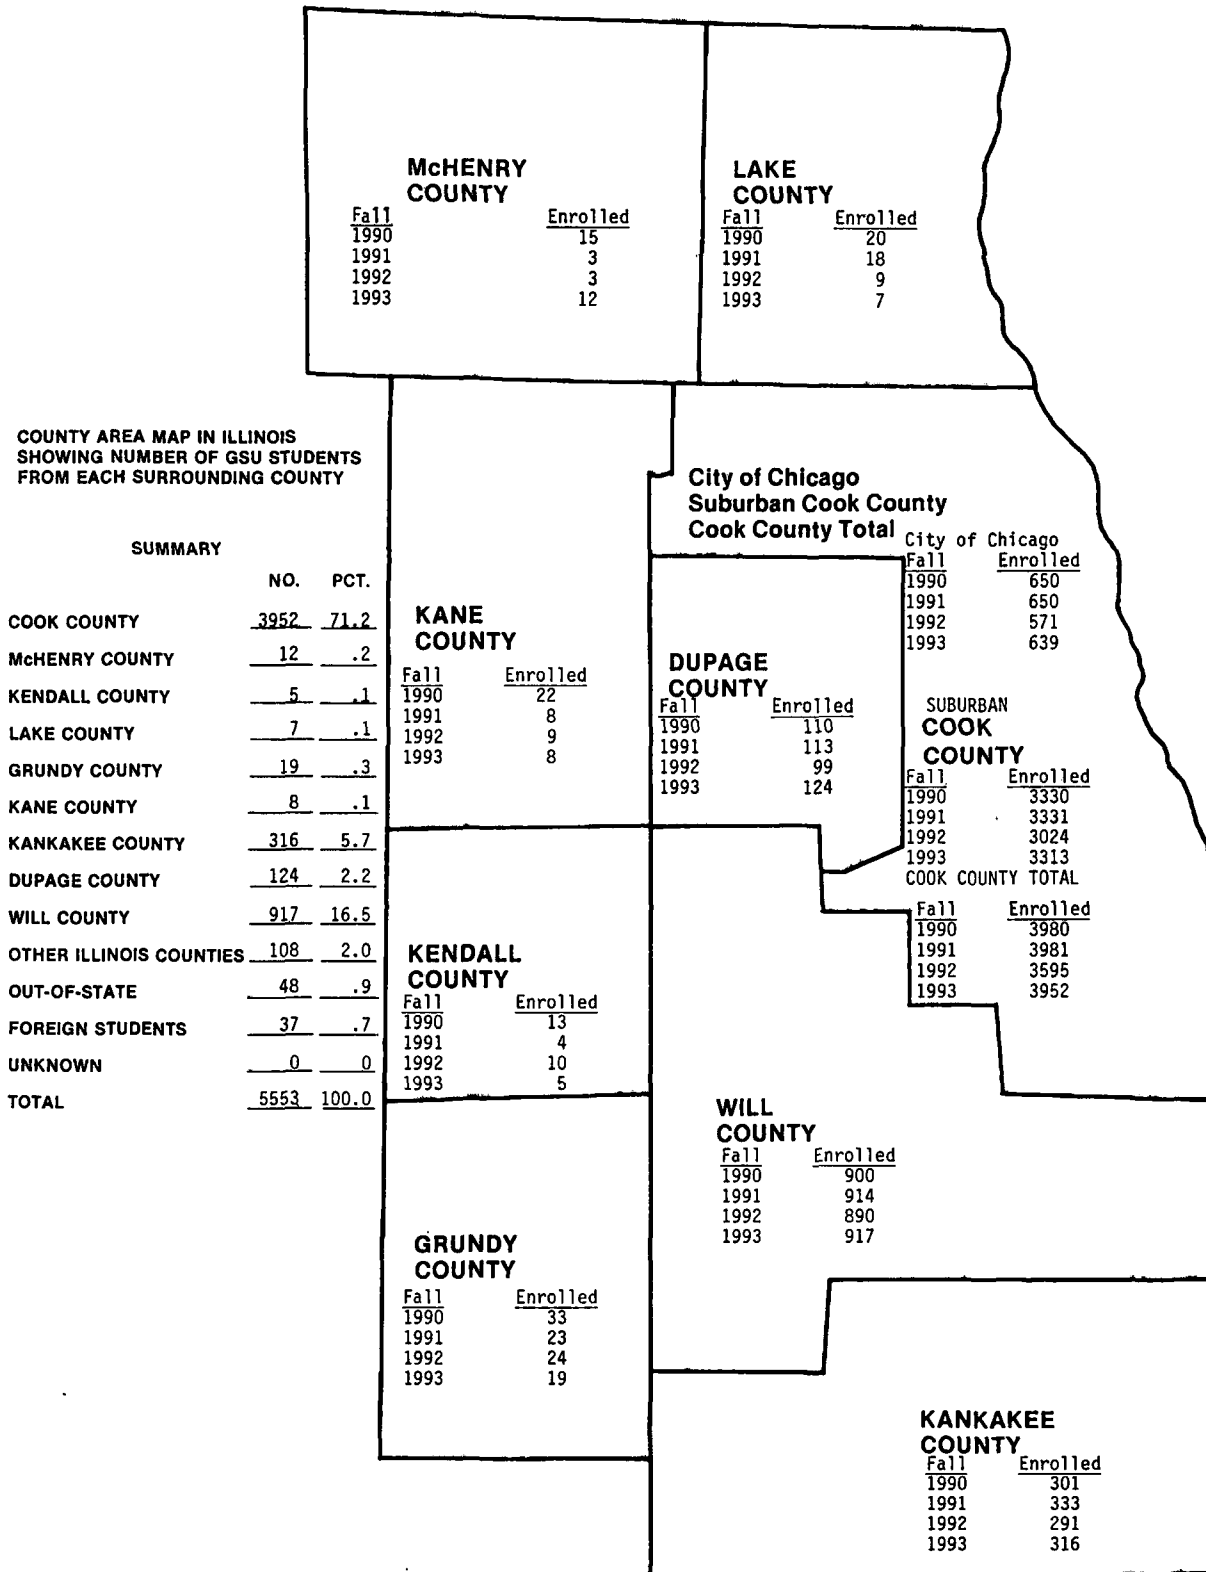 McHENRY
COUNTY
Fall Enrolled
1990 15
1991 3
1992 3
1993 12
LAKE
COUNTY
Fall Enrolled
1990 20
1991 18
1992 9
1993 7
COUNTY AREA MAP IN ILLINOIS
SHOWING NUMBER OF GSU STUDENTS
FROM EACH SURROUNDING COUNTY
SUMMARY
NO. PCT.
COOK COUNTY 3952 71.2
McHENRY COUNTY 12 .2
KENDALL COUNTY 5 .1
LAKE COUNTY 7 .1
GRUNDY COUNTY 19 .3
KANE COUNTY 8 .1
KANKAKEE COUNTY 316 5.7
DUPAGE COUNTY 124 2.2
WILL COUNTY 917 16.5
OTHER ILLINOIS COUNTIES 108 2.0
OUT-OF-STATE 48 .9
FOREIGN STUDENTS 37 .7
UNKNOWN 0 0
TOTAL 5553 100.0
City of Chicago
Suburban Cook County
Cook County Total
City of Chicago
Fall Enrolled
1990 650
1991 650
1992 571
1993 639
KANE
COUNTY
Fall Enrolled
1990 22
1991 8
1992 9
1993 8
DUPAGE
COUNTY
Fall Enrolled
1990 110
1991 113
1992 99
1993 124
SUBURBAN
COOK
COUNTY
Fall Enrolled
1990 3330
1991 3331
1992 3024
1993 3313
COOK COUNTY TOTAL
Fall Enrolled
1990 3980
1991 3981
1992 3595
1993 3952
KENDALL
COUNTY
Fall Enrolled
1990 13
1991 4
1992 10
1993 5
WILL
COUNTY
Fall Enrolled
1990 900
1991 914
1992 890
1993 917
GRUNDY
COUNTY
Fall Enrolled
1990 33
1991 23
1992 24
1993 19
KANKAKEE
COUNTY
Fall Enrolled
1990 301
1991 333
1992 291
1993 316